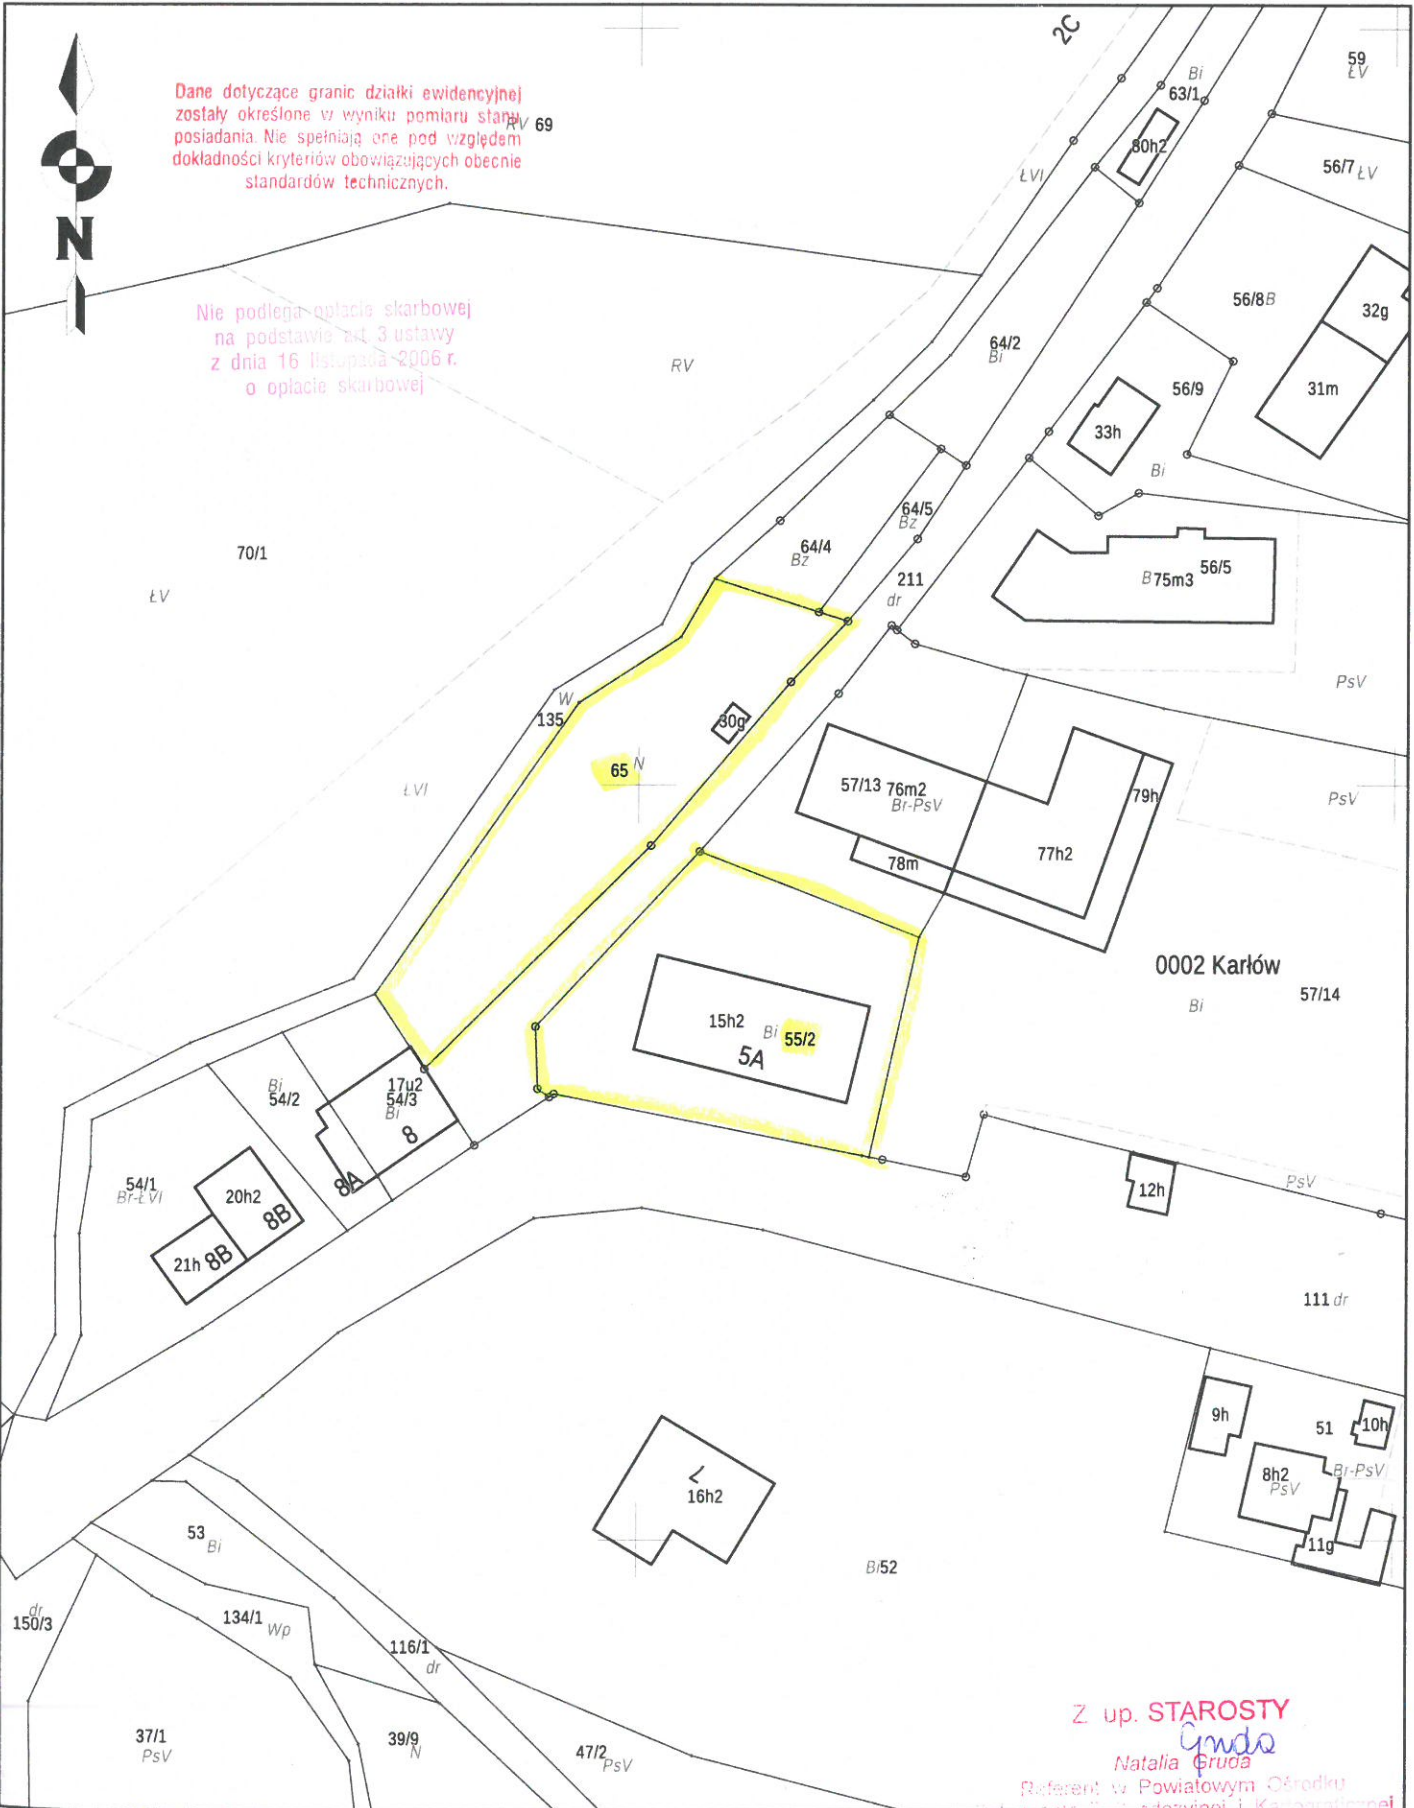 2C
59
ŁV
Bi
63/1
Dane dotyczące granic działki ewidencyjnej
zostały określone w wyniku pomiaru stanu
RV 69
posiadania. Nie spełniają one pod względem
dokładności kryteriów obowiązujących obecnie
standardów technicznych.
80h2
ŁVI
56/7 ŁV
N
Nie podlega opłacie skarbowej
na podstawie art. 3 ustawy
z dnia 16 listopada 2006 r.
o opłacie skarbowej
56/8 B
32g
64/2
Bi
RV
56/9
31m
33h
Bi
64/5
Bz
64/4
Bz
70/1
ŁV
211
dr
B 75m3 56/5
PsV
W
135
30g
65 N
ŁVI
57/13 76m2
Br-PsV
79h
PsV
78m
77h2
0002 Karłów
57/14
Bi
15h2
Bi 55/2
5A
Bi
54/2
17u2
54/3
Bi
8
8A
54/1
Br-ŁVI
20h2
8B
21h 8B
12h
PsV
111 dr
9h
51
10h
Br-PsV
8h2
PsV
11g
7
16h2
53
Bi
Bi 52
dr
150/3
134/1 Wp
116/1
dr
37/1
PsV
39/9
N
47/2
PsV
Z up. STAROSTY
Gruda
Natalia Gruda
Referent w Powiatowym Ośrodku